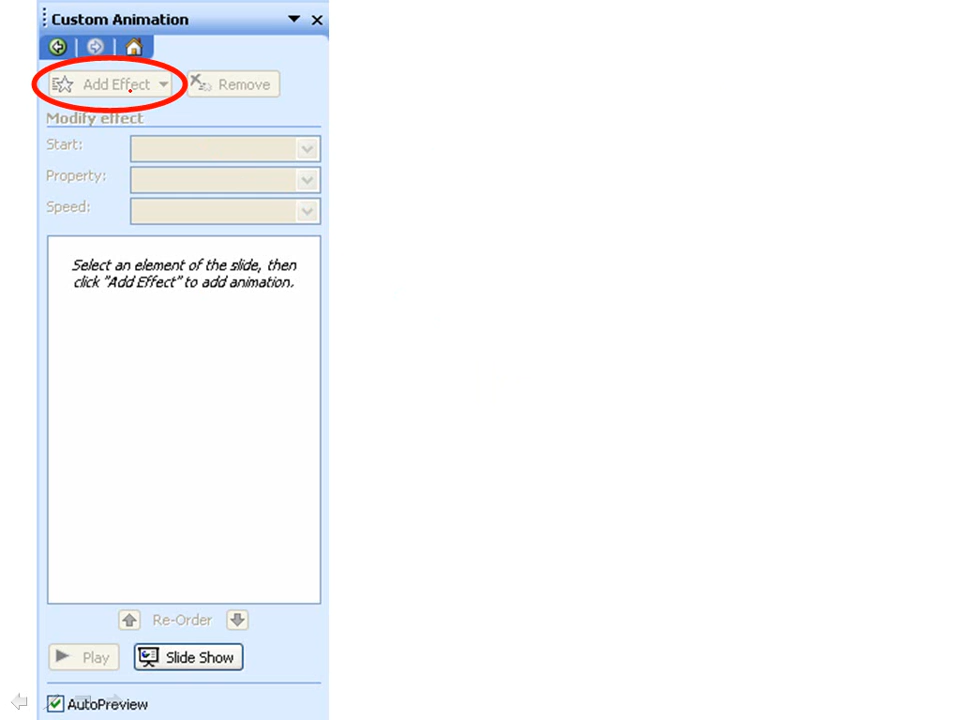 Custom Animation
Add Effect Remove
Modify effect
Start:
Property:
Speed:
Select an element of the slide, then
click "Add Effect" to add animation.
Re-Order
Play Slide Show
AutoPreview